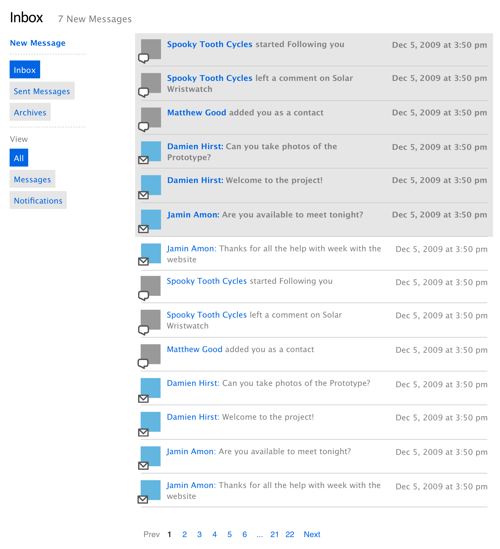 Inbox 7 New Messages
New Message
Inbox
Sent Messages
Archives
View
All
Messages
Notifications
Spooky Tooth Cycles started Following you Dec 5, 2009 at 3:50 pm
Spooky Tooth Cycles left a comment on Solar Dec 5, 2009 at 3:50 pm
Wristwatch
Matthew Good added you as a contact Dec 5, 2009 at 3:50 pm
Damien Hirst: Can you take photos of the Dec 5, 2009 at 3:50 pm
Prototype?
Damien Hirst: Welcome to the project! Dec 5, 2009 at 3:50 pm
Jamin Amon: Are you available to meet tonight? Dec 5, 2009 at 3:50 pm
Jamin Amon: Thanks for all the help with week with the Dec 5, 2009 at 3:50 pm
website
Spooky Tooth Cycles started Following you Dec 5, 2009 at 3:50 pm
Spooky Tooth Cycles left a comment on Solar Dec 5, 2009 at 3:50 pm
Wristwatch
Matthew Good added you as a contact Dec 5, 2009 at 3:50 pm
Damien Hirst: Can you take photos of the Prototype? Dec 5, 2009 at 3:50 pm
Damien Hirst: Welcome to the project! Dec 5, 2009 at 3:50 pm
Jamin Amon: Are you available to meet tonight? Dec 5, 2009 at 3:50 pm
Jamin Amon: Thanks for all the help with week with the Dec 5, 2009 at 3:50 pm
website
Prev 1 2 3 4 5 6 ... 21 22 Next